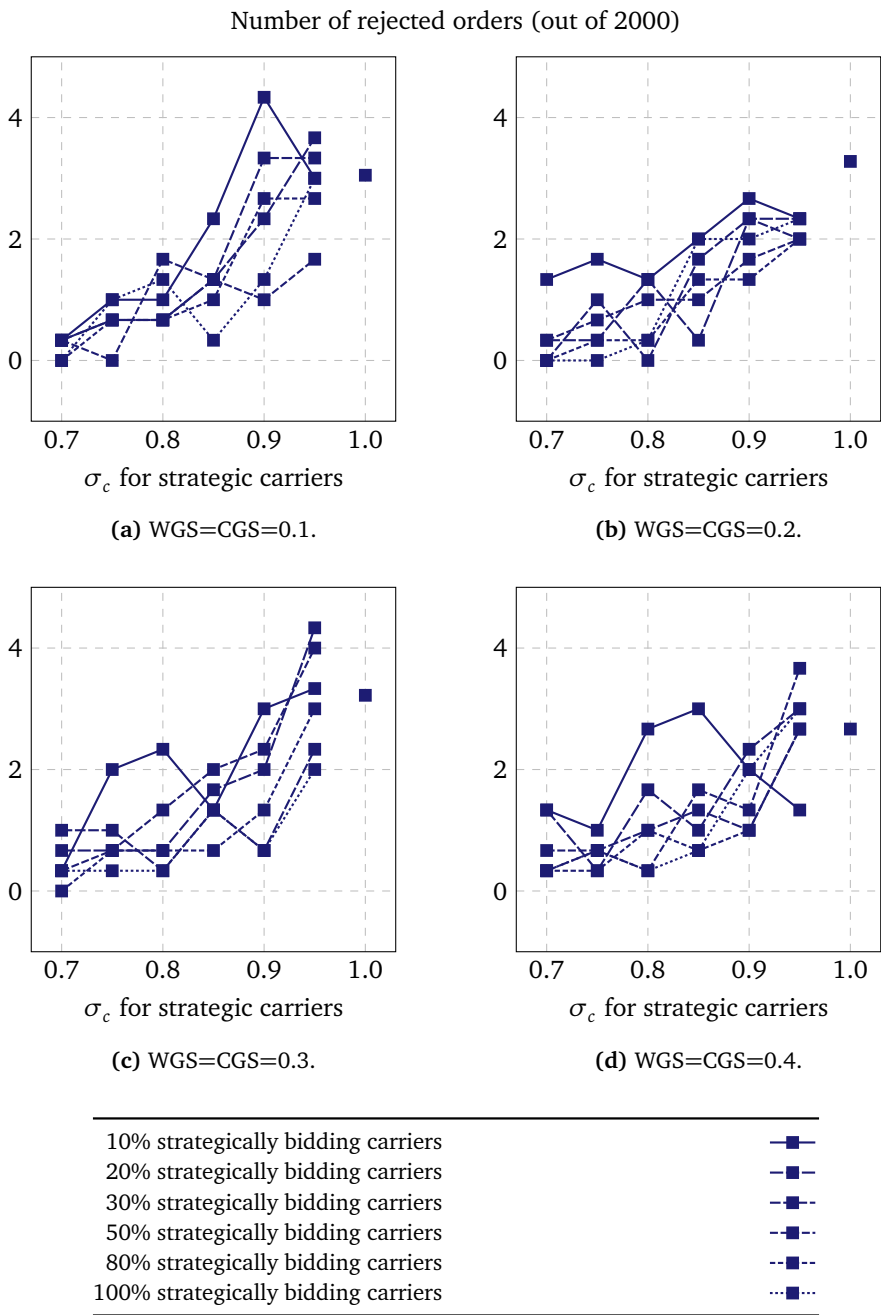 Number of rejected orders (out of 2000)
4
2
0
0.7 0.8 0.9 1.0
σc for strategic carriers
(a) WGS=CGS=0.1.
4
2
0
0.7 0.8 0.9 1.0
σc for strategic carriers
(b) WGS=CGS=0.2.
4
2
0
0.7 0.8 0.9 1.0
σc for strategic carriers
(c) WGS=CGS=0.3.
4
2
0
0.7 0.8 0.9 1.0
σc for strategic carriers
(d) WGS=CGS=0.4.
10% strategically bidding carriers
20% strategically bidding carriers
30% strategically bidding carriers
50% strategically bidding carriers
80% strategically bidding carriers
100% strategically bidding carriers